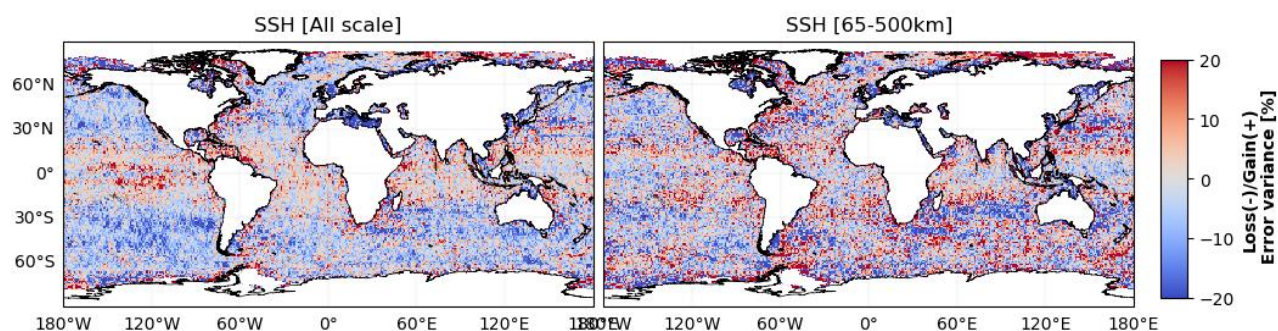 SSH [All scale]
SSH [65-500km]
60°N
30°N
0°
30°S
60°S
180°W 120°W 60°W 0° 60°E 120°E 180°E
180°W 120°W 60°W 0° 60°E 120°E 180°E
20
10
0
−10
−20
Loss(-)/Gain(+)
Error variance [%]